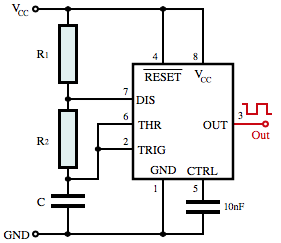 Vcc
R1
4
8
RESET
Vcc
7
DIS
6
THR
OUT
3
Out
R2
2
TRIG
GND
CTRL
C
1
5
10nF
GND